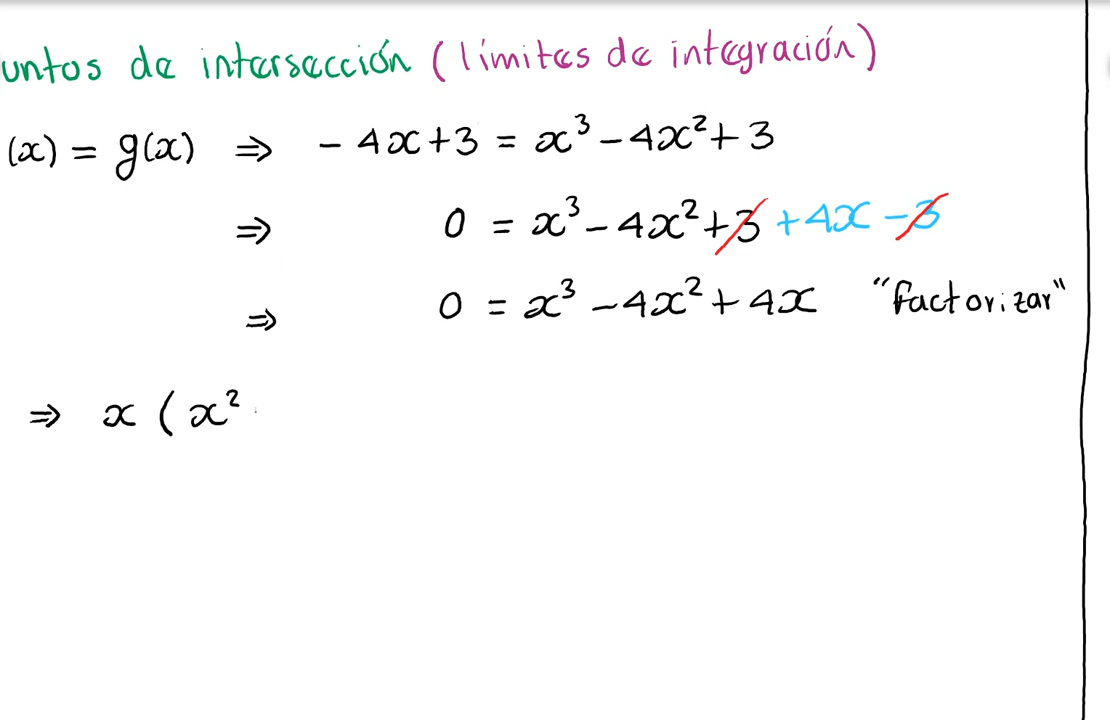 untos de intersección (límites de integración)
(x) = g(x) ⇒ - 4x + 3 = x³ - 4x² + 3
⇒ 0 = x³ - 4x² + 3 + 4x - 3
⇒ 0 = x³ - 4x² + 4x "factorizar"
⇒ x ( x²